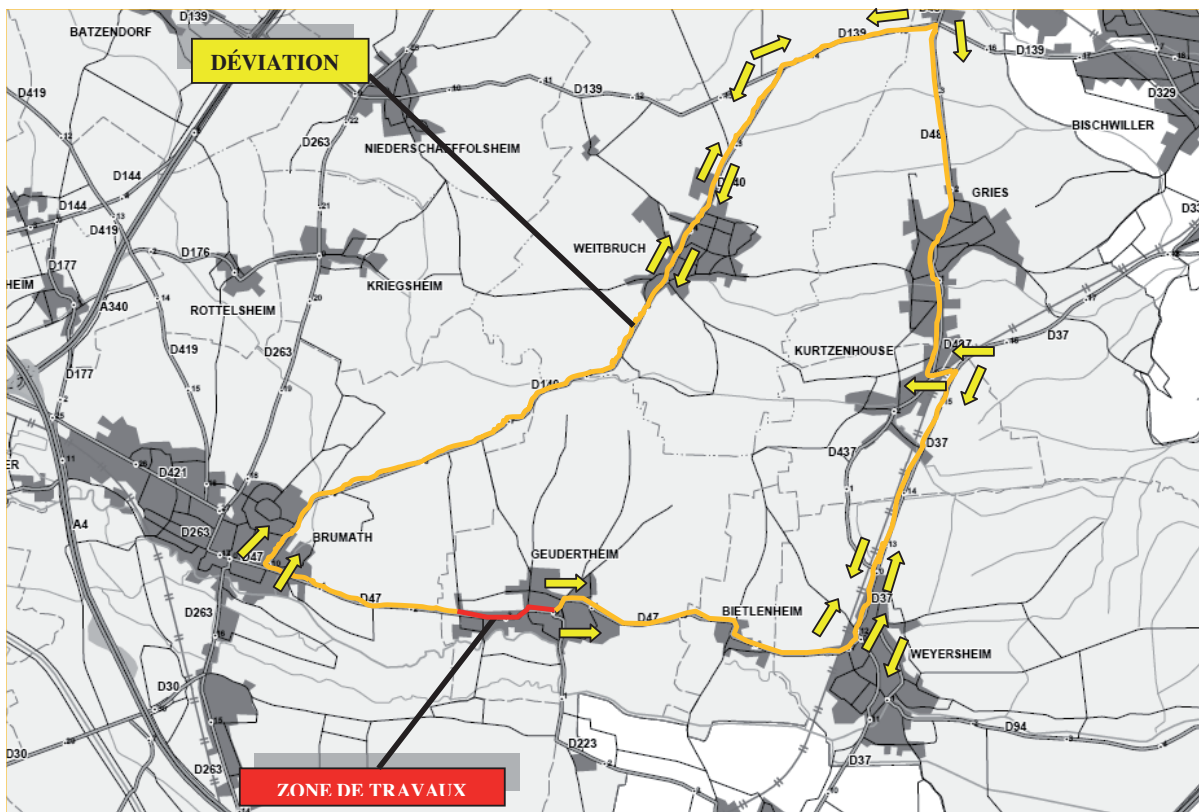 BATZENDORF
D139
DÉVIATION
D139
D139
D329
D419
D263
D139
BISCHWILLER
NIEDERSCHAEFFOLSHEIM
D48
D144
D144
D419
GRIES
D176
WEITBRUCH
D177
HEIM
KRIEGSHEIM
A340
ROTTELSHEIM
D37
D419
D263
KURTZENHOUSE
D177
D37
D421
D437
A4
D263
BRUMATH
GEUDERTHEIM
D47
D47
D37
D47
BIETLENHEIM
D263
WEYERSHEIM
D30
D94
D30
D223
D37
D263
ZONE DE TRAVAUX